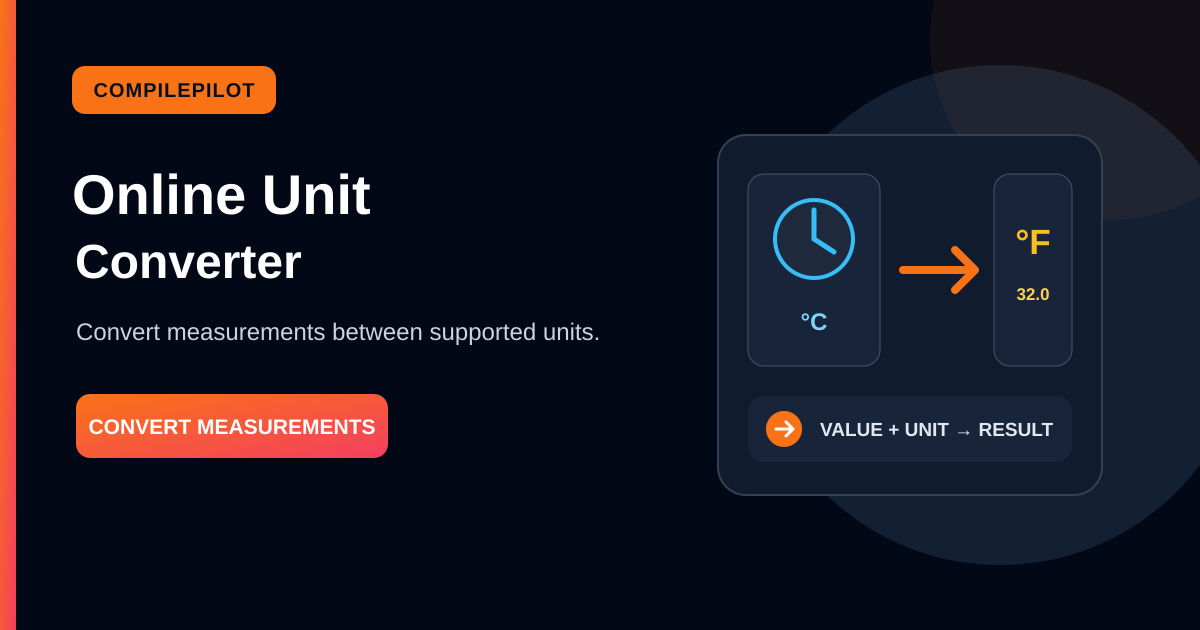 COMPILEPILOT
Online Unit
Converter
Convert measurements between supported units.
CONVERT MEASUREMENTS
°C
°F
32.0
VALUE + UNIT → RESULT